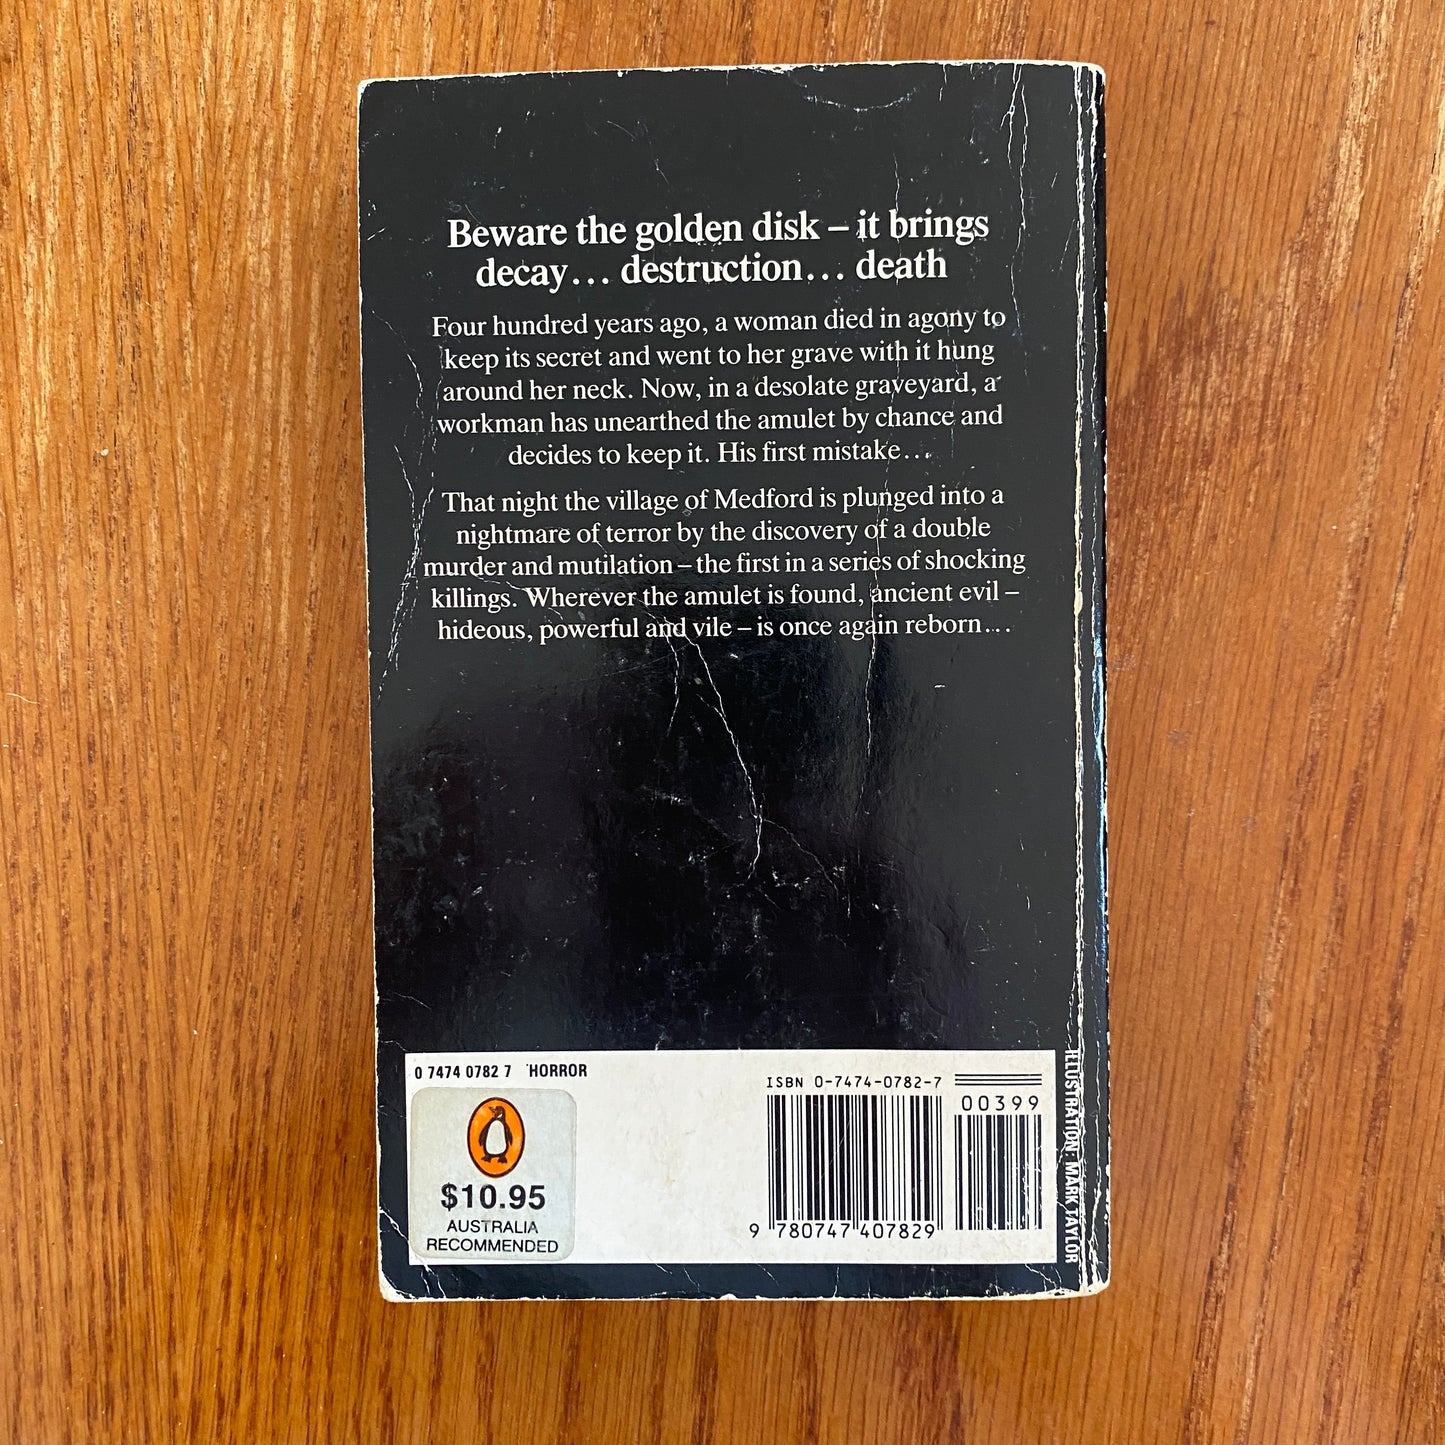 Beware the golden disk – it brings
decay... destruction... death
Four hundred years ago, a woman died in agony to
keep its secret and went to her grave with it hung
around her neck. Now, in a desolate graveyard, a
workman has unearthed the amulet by chance and
decides to keep it. His first mistake...
That night the village of Medford is plunged into a
nightmare of terror by the discovery of a double
murder and mutilation – the first in a series of shocking
killings. Wherever the amulet is found, ancient evil –
hideous, powerful and vile – is once again reborn...
0 7474 0782 7 HORROR
$10.95
AUSTRALIA
RECOMMENDED
ISBN 0-7474-0782-7
00399
9 780747 407829
ILLUSTRATION: MARK TAYLOR